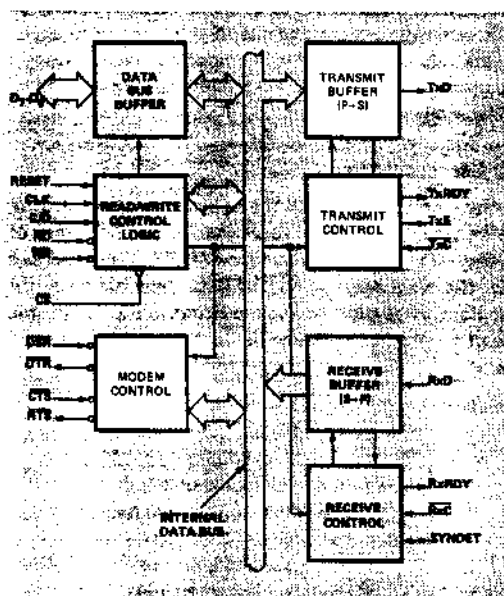 DATA
BUS
BUFFER
TRANSMIT
BUFFER
(P→S)
TxD
RESET
CLK
C/D
RD
WR
CS
READ/WRITE
CONTROL
LOGIC
TRANSMIT
CONTROL
TxRDY
TxE
TxC
DSR
DTR
CTS
RTS
MODEM
CONTROL
RECEIVE
BUFFER
(S→P)
RxD
INTERNAL
DATA BUS
RECEIVE
CONTROL
RxRDY
RxC
SYNDET